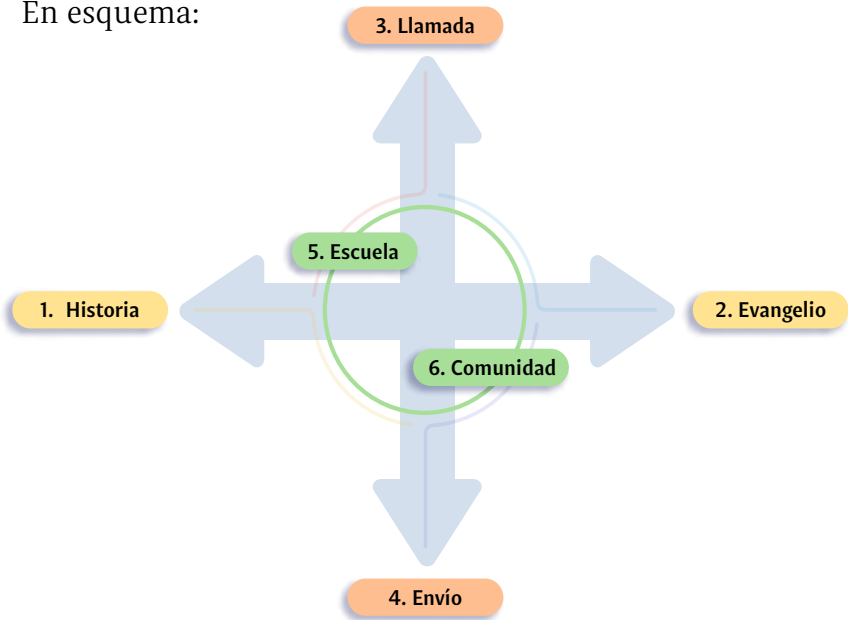 En esquema:
3. Llamada
5. Escuela
1. Historia
2. Evangelio
6. Comunidad
4. Envío